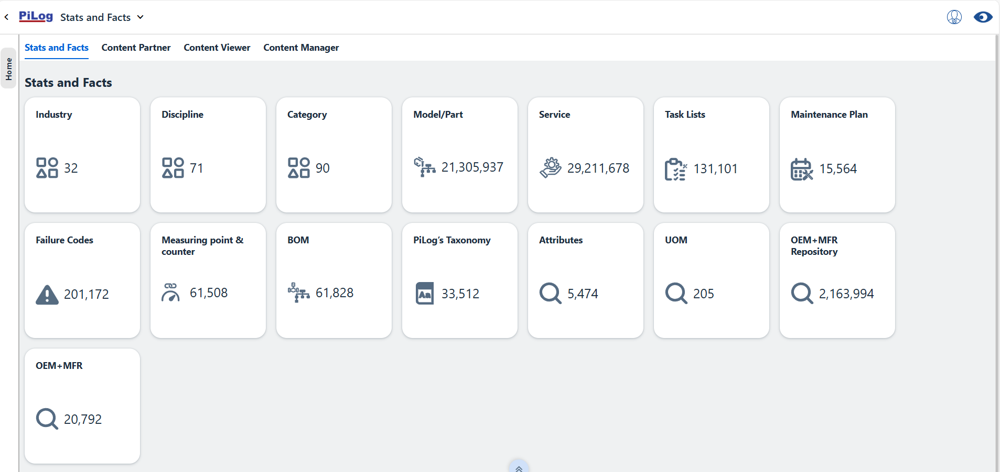 PiLog Stats and Facts
Home
Stats and Facts Content Partner Content Viewer Content Manager
Stats and Facts
Industry
32
Discipline
71
Category
90
Model/Part
21,305,937
Service
29,211,678
Task Lists
131,101
Maintenance Plan
15,564
Failure Codes
201,172
Measuring point &
counter
61,508
BOM
61,828
PiLog’s Taxonomy
Aa
33,512
Attributes
5,474
UOM
205
OEM+MFR
Repository
2,163,994
OEM+MFR
20,792